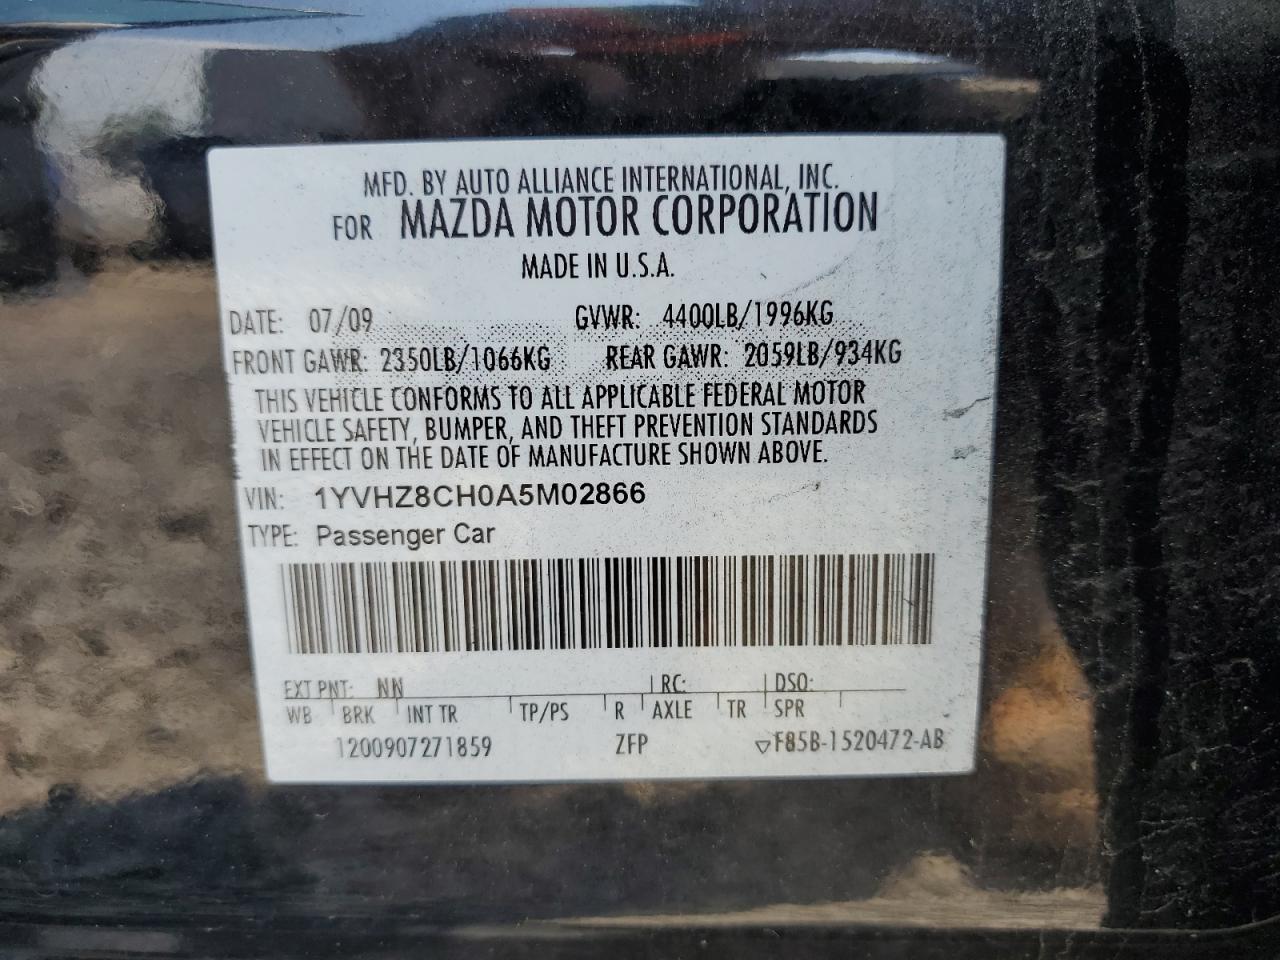 MFD. BY AUTO ALLIANCE INTERNATIONAL, INC.
FOR MAZDA MOTOR CORPORATION
MADE IN U.S.A.
DATE: 07/09 GVWR: 4400LB/1996KG
FRONT GAWR: 2350LB/1066KG REAR GAWR: 2059LB/934KG
THIS VEHICLE CONFORMS TO ALL APPLICABLE FEDERAL MOTOR
VEHICLE SAFETY, BUMPER, AND THEFT PREVENTION STANDARDS
IN EFFECT ON THE DATE OF MANUFACTURE SHOWN ABOVE.
VIN: 1YVHZ8CH0A5M02866
TYPE: Passenger Car
EXT PNT: NN RC: DSO:
WB BRK INT TR TP/PS R AXLE TR SPR
1200907271859 ZFP ▽F85B-1520472-AB